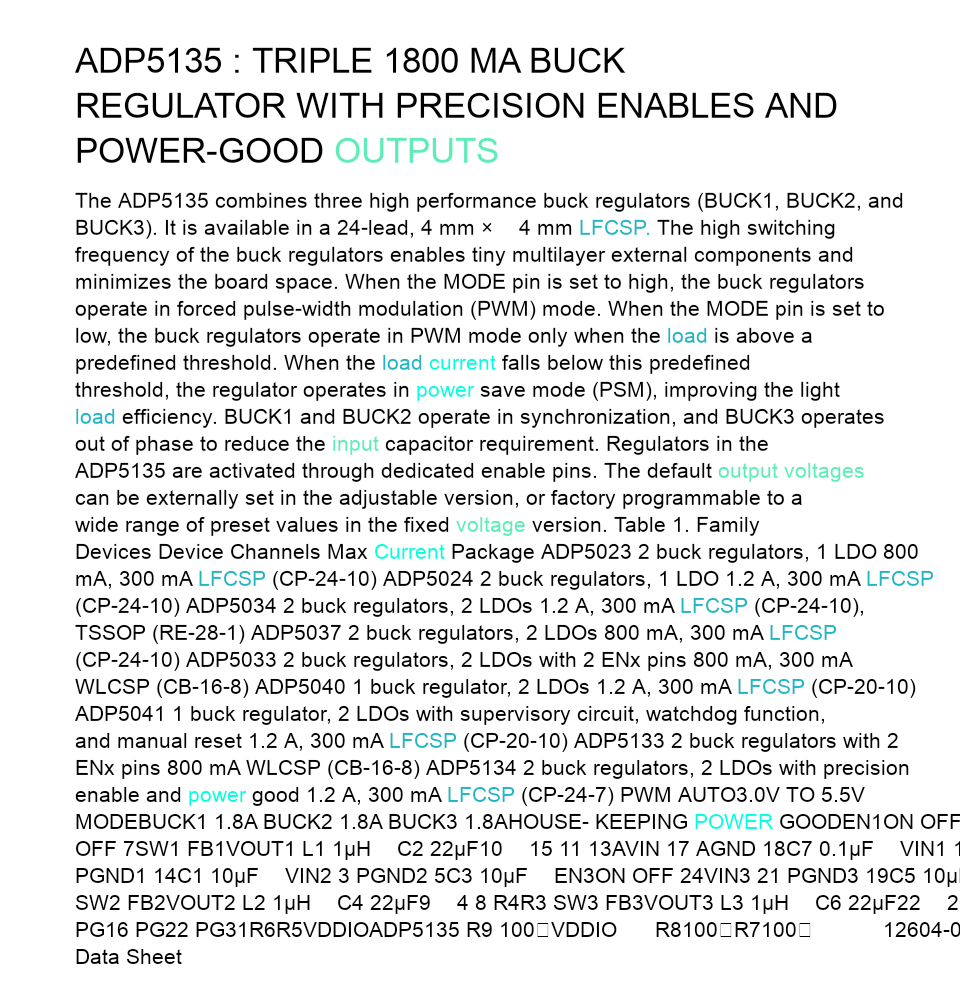 ADP5135 : TRIPLE 1800 MA BUCK
REGULATOR WITH PRECISION ENABLES AND
POWER-GOOD OUTPUTS
The ADP5135 combines three high performance buck regulators (BUCK1, BUCK2, and
BUCK3). It is available in a 24-lead, 4 mm × 4 mm LFCSP. The high switching
frequency of the buck regulators enables tiny multilayer external components and
minimizes the board space. When the MODE pin is set to high, the buck regulators
operate in forced pulse-width modulation (PWM) mode. When the MODE pin is set to
low, the buck regulators operate in PWM mode only when the load is above a
predefined threshold. When the load current falls below this predefined
threshold, the regulator operates in power save mode (PSM), improving the light
load efficiency. BUCK1 and BUCK2 operate in synchronization, and BUCK3 operates
out of phase to reduce the input capacitor requirement. Regulators in the
ADP5135 are activated through dedicated enable pins. The default output voltages
can be externally set in the adjustable version, or factory programmable to a
wide range of preset values in the fixed voltage version. Table 1. Family
Devices Device Channels Max Current Package ADP5023 2 buck regulators, 1 LDO 800
mA, 300 mA LFCSP (CP-24-10) ADP5024 2 buck regulators, 1 LDO 1.2 A, 300 mA LFCSP
(CP-24-10) ADP5034 2 buck regulators, 2 LDOs 1.2 A, 300 mA LFCSP (CP-24-10),
TSSOP (RE-28-1) ADP5037 2 buck regulators, 2 LDOs 800 mA, 300 mA LFCSP
(CP-24-10) ADP5033 2 buck regulators, 2 LDOs with 2 ENx pins 800 mA, 300 mA
WLCSP (CB-16-8) ADP5040 1 buck regulator, 2 LDOs 1.2 A, 300 mA LFCSP (CP-20-10)
ADP5041 1 buck regulator, 2 LDOs with supervisory circuit, watchdog function,
and manual reset 1.2 A, 300 mA LFCSP (CP-20-10) ADP5133 2 buck regulators with 2
ENx pins 800 mA WLCSP (CB-16-8) ADP5134 2 buck regulators, 2 LDOs with precision
enable and power good 1.2 A, 300 mA LFCSP (CP-24-7) PWM AUTO3.0V TO 5.5V
MODEBUCK1 1.8A BUCK2 1.8A BUCK3 1.8AHOUSE- KEEPING POWER GOODEN1ON OFF
OFF 7SW1 FB1VOUT1 L1 1µH C2 22µF10 15 11 13AVIN 17 AGND 18C7 0.1µF VIN1
PGND1 14C1 10µF VIN2 3 PGND2 5C3 10µF EN3ON OFF 24VIN3 21 PGND3 19C5
SW2 FB2VOUT2 L2 1µH C4 22µF9 4 8 R4R3 SW3 FB3VOUT3 L3 1µH C6 22µF22
PG16 PG22 PG31R6R5VDDIOADP5135 R9 100□VDDIO R8100□R7100□
Data Sheet